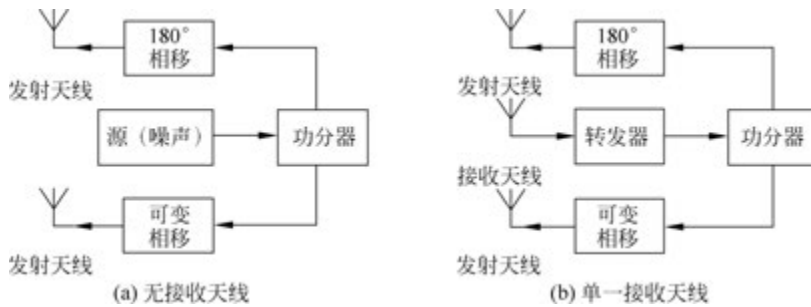 180°
相移
发射天线
源（噪声）
功分器
可变
相移
发射天线
(a) 无接收天线
180°
相移
发射天线
转发器
功分器
接收天线
可变
相移
发射天线
(b) 单一接收天线